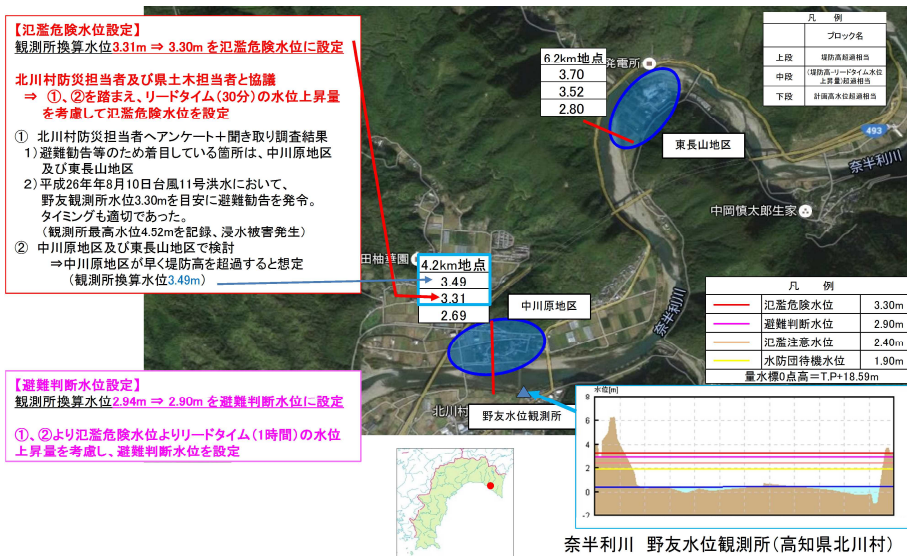 【氾濫危険水位設定】
観測所換算水位3.31m ⇒ 3.30m を氾濫危険水位に設定
北川村防災担当者及び県土木担当者と協議
⇒ ①、②を踏まえ、リードタイム(30分)の水位上昇量
を考慮して氾濫危険水位を設定
① 北川村防災担当者へアンケート+聞き取り調査結果
1)避難勧告等のため着目している箇所は、中川原地区
及び東長山地区
2)平成26年年8月10日台風11号洪水において、
野友観測所水位3.30mを目安に避難勧告を発令。
タイミングも適切であった。
(観測所最高水位4.52mを記録、浸水被害発生)
② 中川原地区及び東長山地区で検討
⇒中川原地区が早く堤防高を超過すると想定
(観測所換算水位3.49m)
【避難判断水位設定】
観測所換算水位2.94m ⇒ 2.90m を避難判断水位に設定
①、②より氾濫危険水位よりリードタイム(1時間)の水位
上昇量を考慮し、避難判断水位を設定
6.2km地点
3.70
3.52
2.80
発電所
東長山地区
凡 例
ブロック名
上段 堤防高超過相当
中段 (堤防高-リードタイム水位上昇量)超過相当
下段 計画高水位超過相当
493
奈半利川
中岡慎太郎生家
田柚華園
4.2km地点
3.49
3.31
2.69
中川原地区
奈半利川
北川村
野友水位観測所
凡 例
氾濫危険水位 3.30m
避難判断水位 2.90m
氾濫注意水位 2.40m
水防団待機水位 1.90m
量水標0点高=T.P+18.59m
水位[m]
8
6
4
2
0
-2
奈半利川 野友水位観測所(高知県北川村)